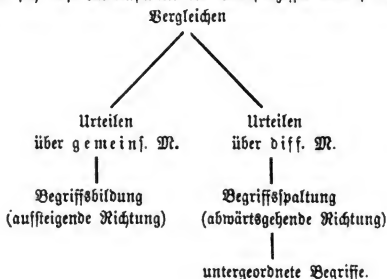 Vergleichen
Urteilen Urteilen
über gemeins. M. über diff. M.
Begriffsbildung Begriffsspaltung
(aufsteigende Richtung) (abwärtsgehende Richtung)
untergeordnete Begriffe.